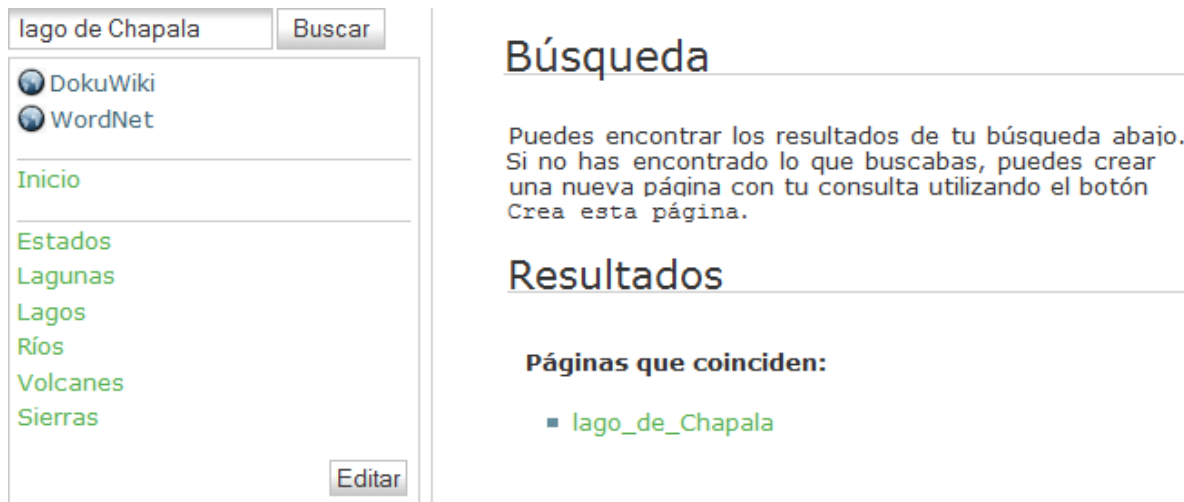 lago de Chapala
Buscar
DokuWiki
WordNet
Inicio
Estados
Lagunas
Lagos
Ríos
Volcanes
Sierras
Editar
Búsqueda
Puedes encontrar los resultados de tu búsqueda abajo.
Si no has encontrado lo que buscabas, puedes crear
una nueva página con tu consulta utilizando el botón
Crea esta página.
Resultados
Páginas que coinciden:
lago_de_Chapala